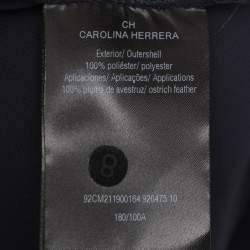 CH
CAROLINA HERRERA
Exterior/ Outershell
100% poliéster/ polyester
Aplicaciones/ Aplicações/ Applications
100% pluma de avestruz/ ostrich feather
8
92CM211900164 920475 10
180/100A